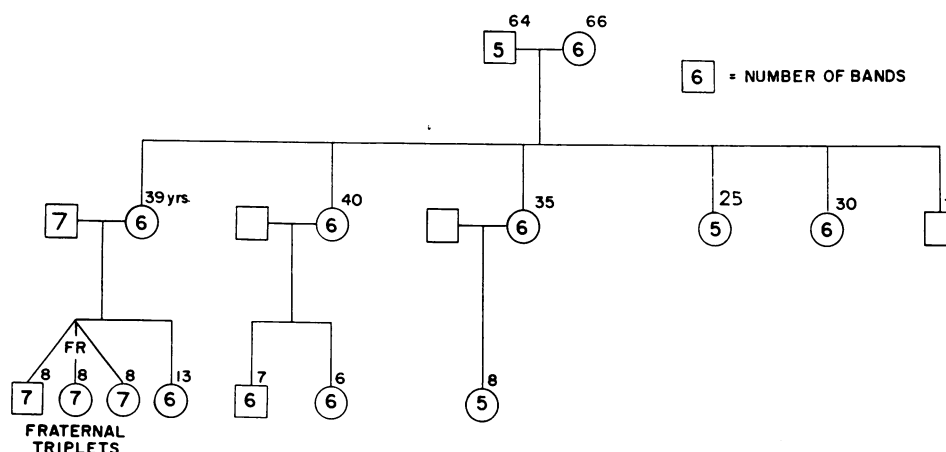 64 66
5 6
6 = NUMBER OF BANDS
39 yrs. 40 35 25 30
7 6 6 6 5 6
FR
8 8 8 13 7 6 8
7 7 7 6 6 6 5
FRATERNAL
TRIPLETS